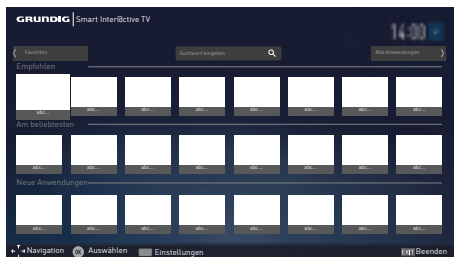 GRUNDIG Smart Inter@ctive TV
14:00
Favoriten Suchwort eingeben Alle Anwendungen
Empfohlen
abc... abc... abc... abc... abc... abc... abc... abc...
Am beliebtesten
abc... abc... abc... abc... abc... abc... abc... abc...
Neue Anwendungen
abc... abc... abc... abc... abc... abc... abc... abc...
Navigation OK Auswählen Einstellungen EXIT Beenden